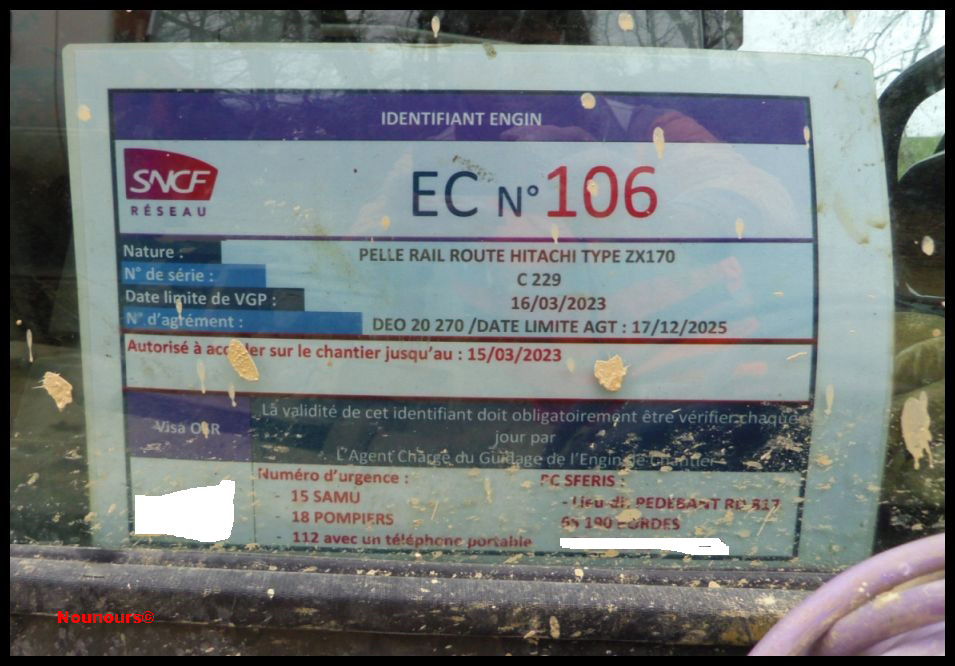 IDENTIFIANT ENGIN
SNCF
RÉSEAU
EC N° 106
Nature : PELLE RAIL ROUTE HITACHI TYPE ZX170
N° de série : C 229
Date limite de VGP : 16/03/2023
N° d'agrément : DEO 20 270 /DATE LIMITE AGT : 17/12/2025
Autorisé à accéder sur le chantier jusqu'au : 15/03/2023
La validité de cet identifiant doit obligatoirement être vérifier chaque
Visa
jour par
L'Agent Chargé du Guidage de l'Engin de Chantier
Numéro d'urgence : PC SFERIS :
- 15 SAMU - Lieu-dit PEDEBANT RD 817
- 18 POMPIERS 190
- 112 avec un téléphone portable
Nounours©